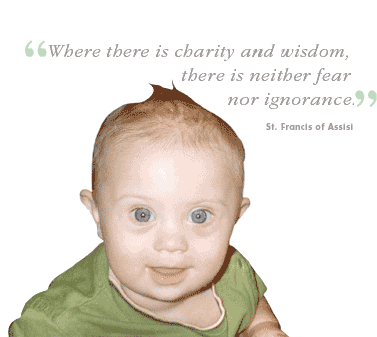 “Where there is charity and wisdom,
there is neither fear
nor ignorance.”
St. Francis of Assisi